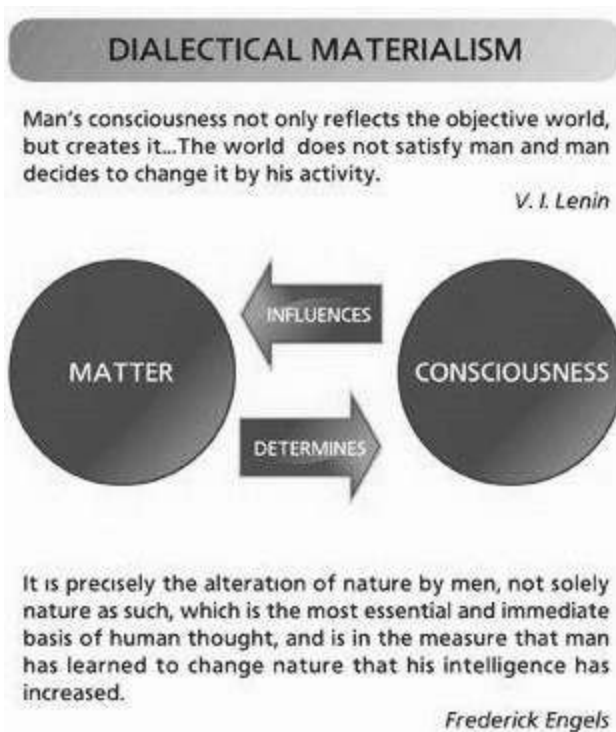 DIALECTICAL MATERIALISM
Man's consciousness not only reflects the objective world,
but creates it...The world does not satisfy man and man
decides to change it by his activity.
V. I. Lenin
INFLUENCES
MATTER
CONSCIOUSNESS
DETERMINES
It is precisely the alteration of nature by men, not solely
nature as such, which is the most essential and immediate
basis of human thought, and is in the measure that man
has learned to change nature that his intelligence has
increased.
Frederick Engels